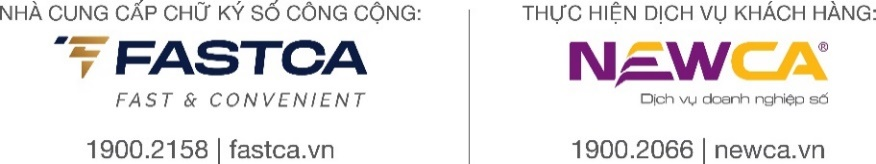 NHÀ CUNG CẤP CHỮ KÝ SỐ CÔNG CỘNG:
FASTCA
FAST & CONVENIENT
1900.2158 | fastca.vn
THỰC HIỆN DỊCH VỤ KHÁCH HÀNG:
NEWCA®
Dịch vụ doanh nghiệp số
1900.2066 | newca.vn